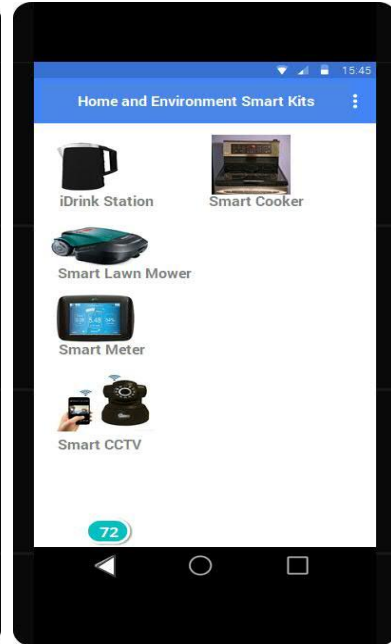 15:45
Home and Environment Smart Kits
iDrink Station
Smart Cooker
Smart Lawn Mower
Smart Meter
Smart CCTV
72